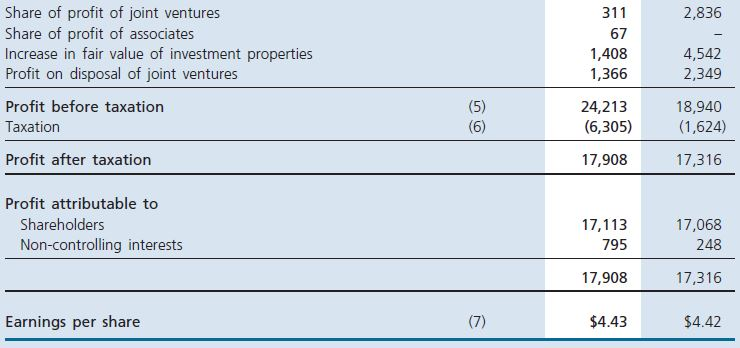 Share of profit of joint ventures 311 2,836
Share of profit of associates 67 –
Increase in fair value of investment properties 1,408 4,542
Profit on disposal of joint ventures 1,366 2,349
Profit before taxation (5) 24,213 18,940
Taxation (6) (6,305) (1,624)
Profit after taxation 17,908 17,316
Profit attributable to
Shareholders 17,113 17,068
Non-controlling interests 795 248
17,908 17,316
Earnings per share (7) $4.43 $4.42